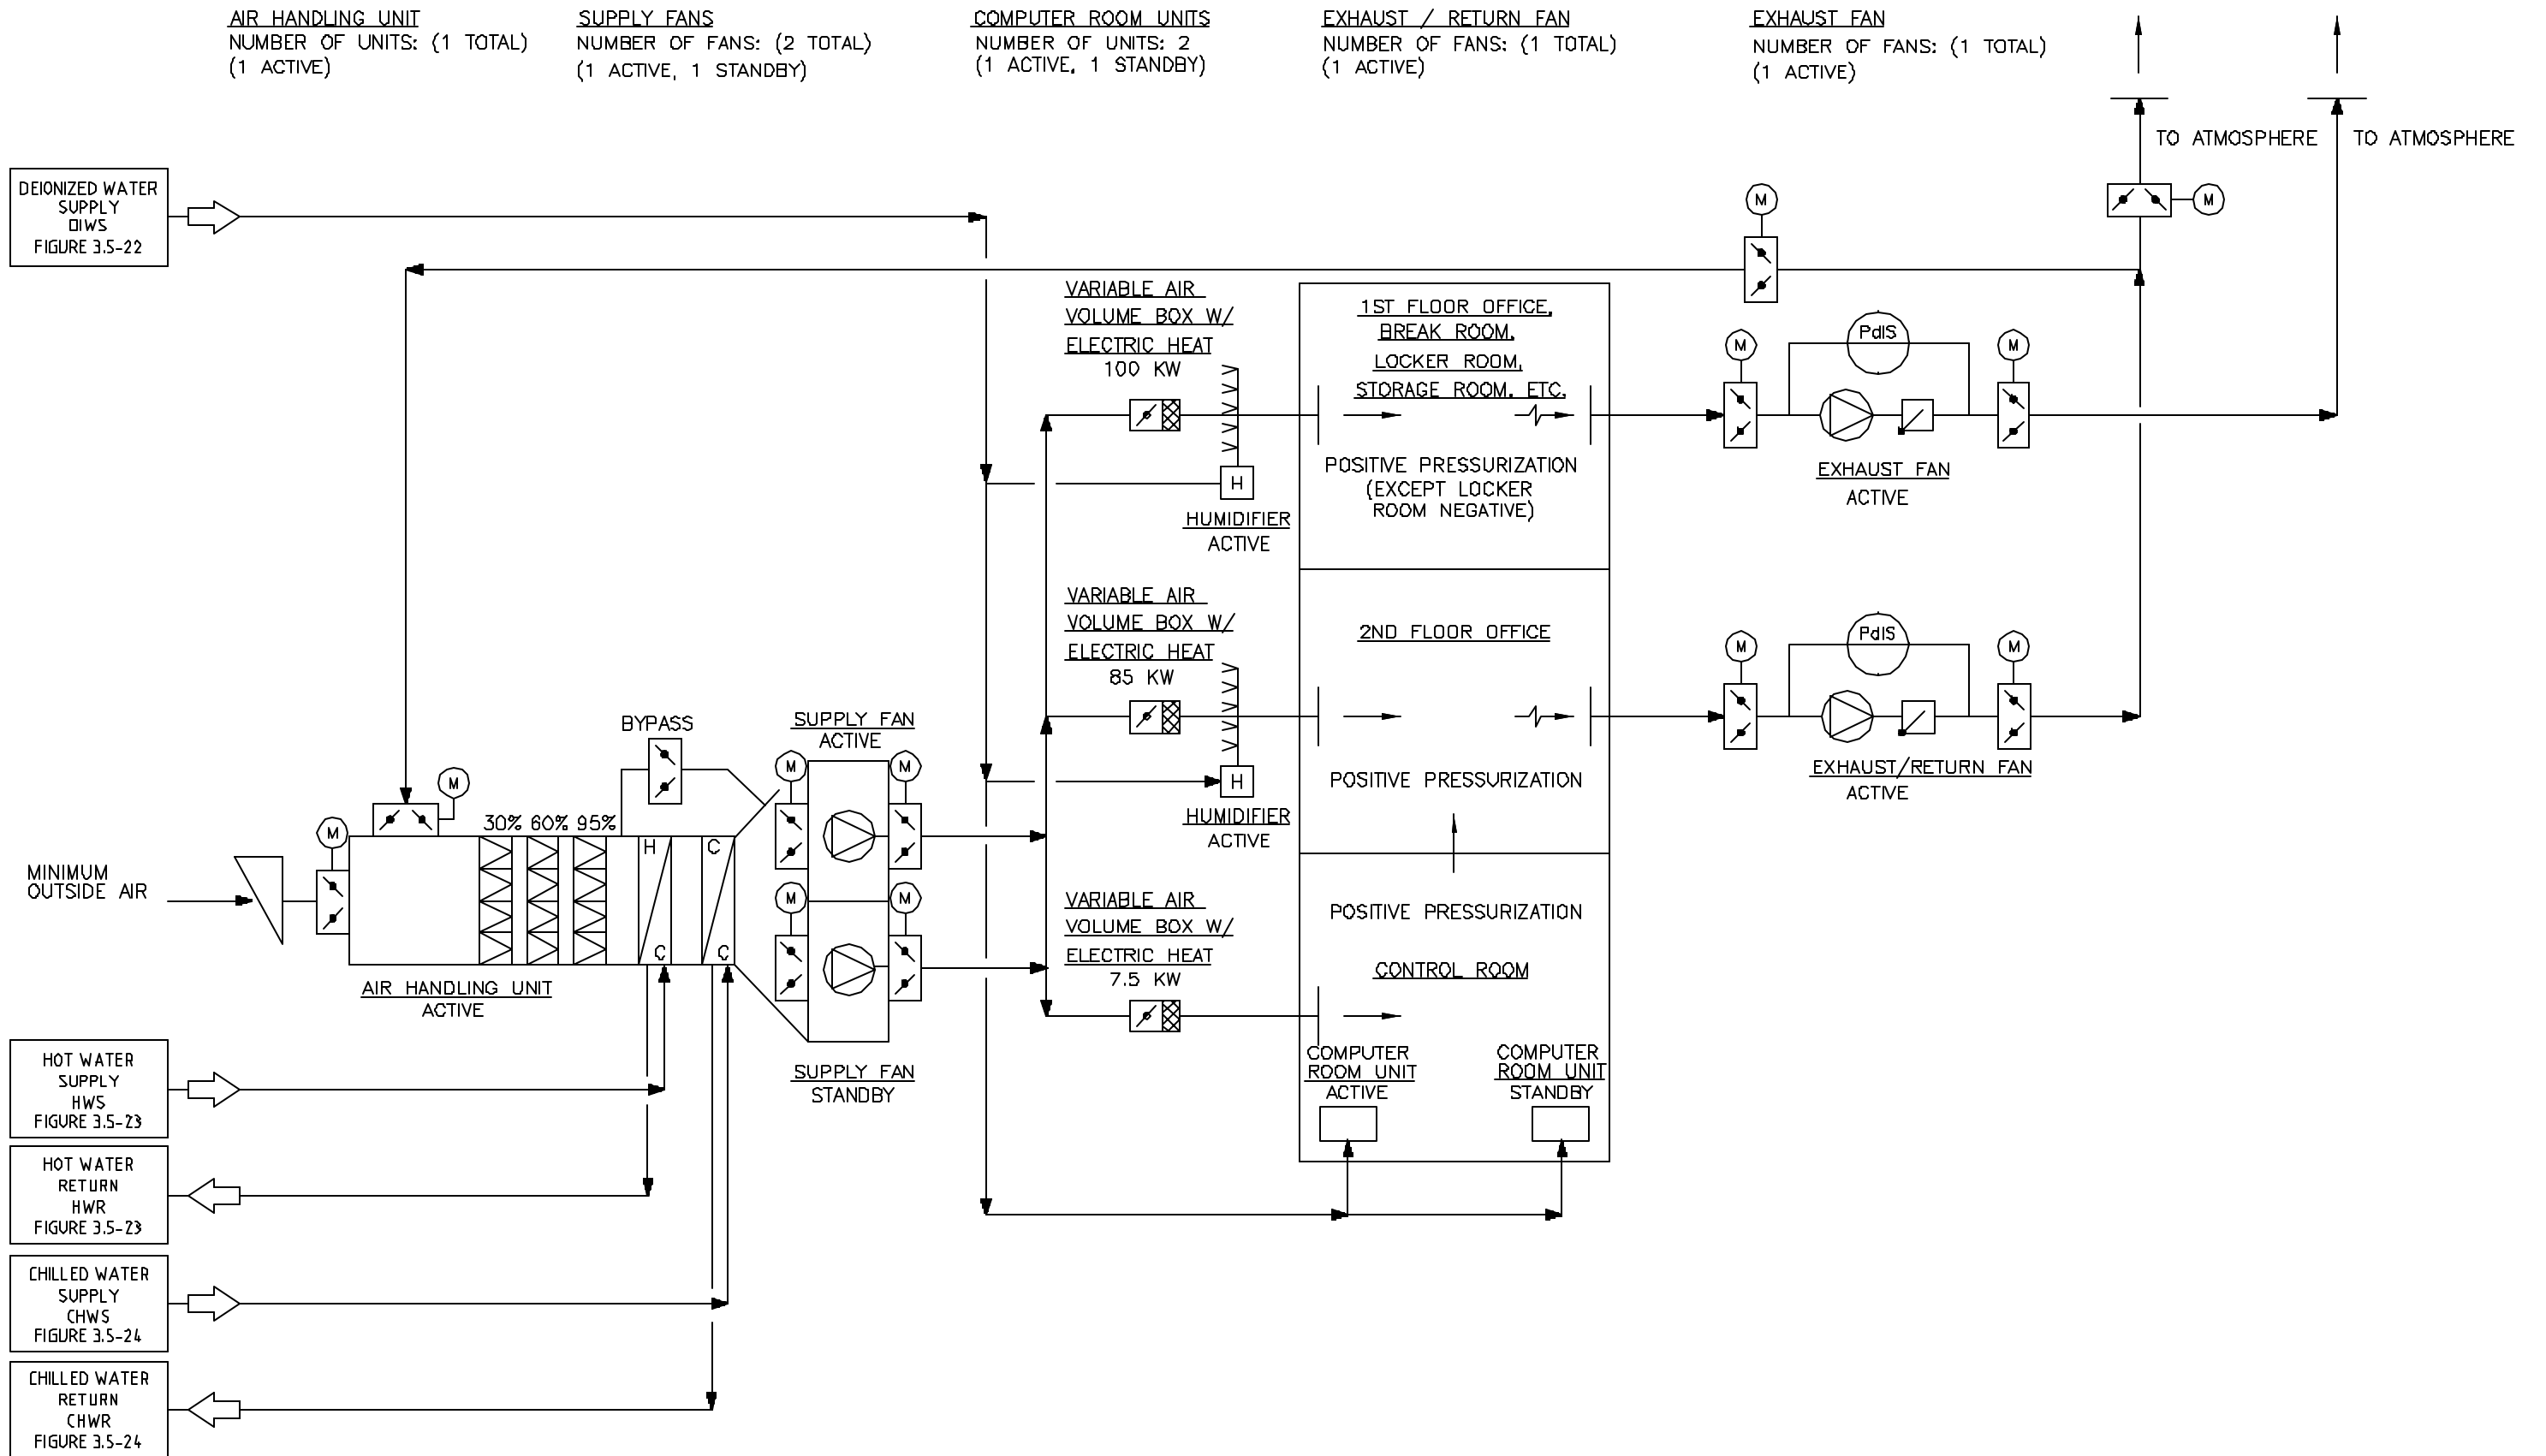 AIR HANDLING UNIT
NUMBER OF UNITS: (1 TOTAL)
(1 ACTIVE)
SUPPLY FANS
NUMBER OF FANS: (2 TOTAL)
(1 ACTIVE, 1 STANDBY)
COMPUTER ROOM UNITS
NUMBER OF UNITS: 2
(1 ACTIVE, 1 STANDBY)
EXHAUST / RETURN FAN
NUMBER OF FANS: (1 TOTAL)
(1 ACTIVE)
EXHAUST FAN
NUMBER OF FANS: (1 TOTAL)
(1 ACTIVE)
TO ATMOSPHERE
TO ATMOSPHERE
DEIONIZED WATER
SUPPLY
DIWS
FIGURE 3.5-22
M
M
VARIABLE AIR
VOLUME BOX W/
ELECTRIC HEAT
100 KW
1ST FLOOR OFFICE,
BREAK ROOM,
LOCKER ROOM,
STORAGE ROOM. ETC.
POSITIVE PRESSURIZATION
(EXCEPT LOCKER
ROOM NEGATIVE)
M
PdIS
M
EXHAUST FAN
ACTIVE
H
HUMIDIFIER
ACTIVE
VARIABLE AIR
VOLUME BOX W/
ELECTRIC HEAT
85 KW
2ND FLOOR OFFICE
POSITIVE PRESSURIZATION
M
PdIS
M
EXHAUST/RETURN FAN
ACTIVE
H
HUMIDIFIER
ACTIVE
BYPASS
SUPPLY FAN
ACTIVE
M
M
M
M
30% 60% 95%
H
C
C
C
M
M
MINIMUM
OUTSIDE AIR
AIR HANDLING UNIT
ACTIVE
SUPPLY FAN
STANDBY
VARIABLE AIR
VOLUME BOX W/
ELECTRIC HEAT
7.5 KW
POSITIVE PRESSURIZATION
CONTROL ROOM
COMPUTER
ROOM UNIT
ACTIVE
COMPUTER
ROOM UNIT
STANDBY
HOT WATER
SUPPLY
HWS
FIGURE 3.5-23
HOT WATER
RETURN
HWR
FIGURE 3.5-23
CHILLED WATER
SUPPLY
CHWS
FIGURE 3.5-24
CHILLED WATER
RETURN
CHWR
FIGURE 3.5-24